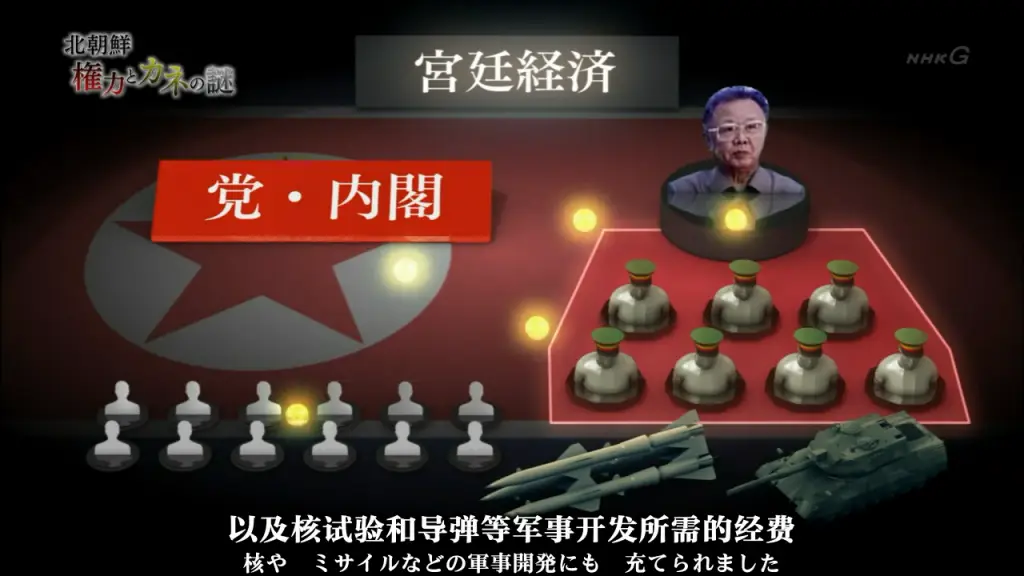 北朝鮮
権力とカネの謎
宮廷経済
NHK G
党・内閣
以及核试验和导弹等军事开发所需的经费
核や　ミサイルなどの軍事開発にも　充てられました